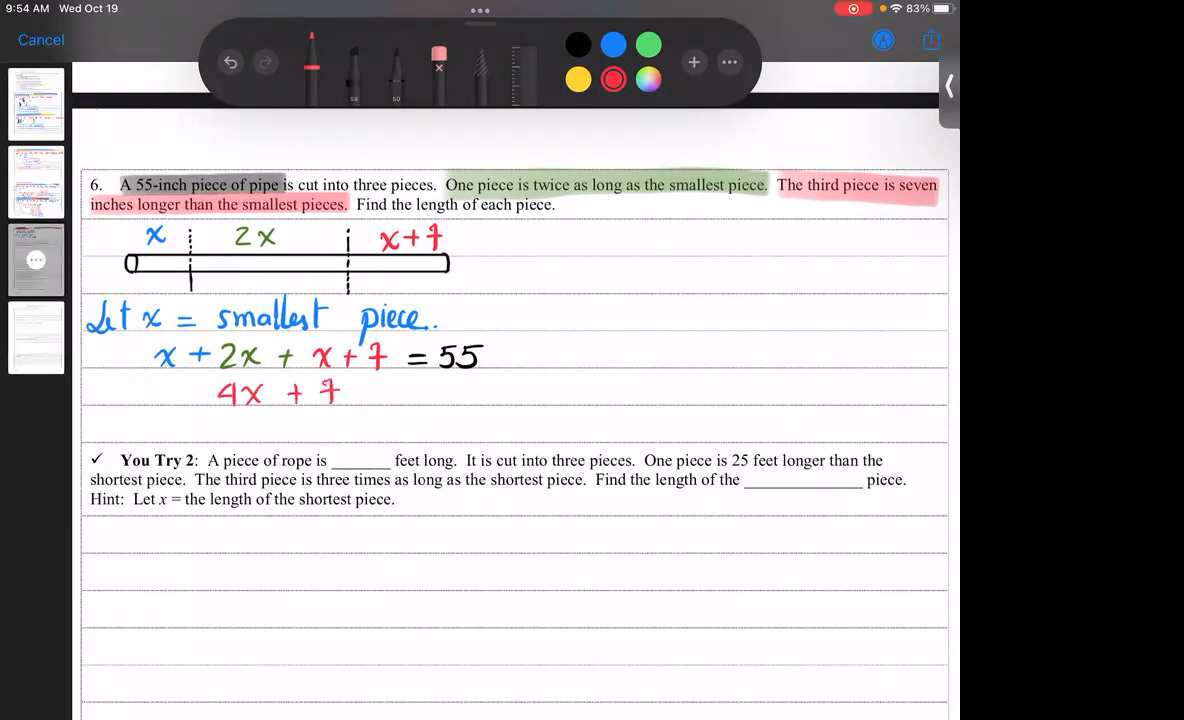 9:54 AM Wed Oct 19
83%
Cancel
58 50
6. A 55-inch piece of pipe is cut into three pieces. One piece is twice as long as the smallest piece. The third piece is seven
inches longer than the smallest pieces. Find the length of each piece.
x 2x x+7
Let x = smallest piece.
x + 2x + x + 7 = 55
4x + 7
✓ You Try 2: A piece of rope is _______ feet long. It is cut into three pieces. One piece is 25 feet longer than the
shortest piece. The third piece is three times as long as the shortest piece. Find the length of the ______________ piece.
Hint: Let x = the length of the shortest piece.